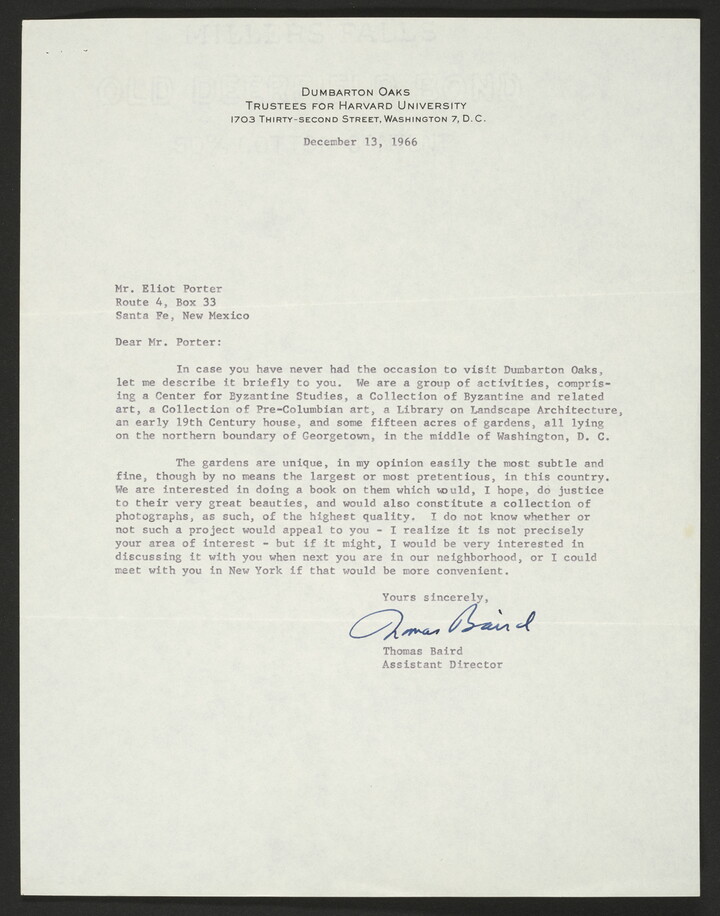 DUMBARTON OAKS
TRUSTEES FOR HARVARD UNIVERSITY
1703 THIRTY-SECOND STREET, WASHINGTON 7, D.C.
December 13, 1966
Mr. Eliot Porter
Route 4, Box 33
Santa Fe, New Mexico
Dear Mr. Porter:
In case you have never had the occasion to visit Dumbarton Oaks,
let me describe it briefly to you. We are a group of activities, compris-
ing a Center for Byzantine Studies, a Collection of Byzantine and related
art, a Collection of Pre-Columbian art, a Library on Landscape Architecture,
an early 19th Century house, and some fifteen acres of gardens, all lying
on the northern boundary of Georgetown, in the middle of Washington, D. C.
The gardens are unique, in my opinion easily the most subtle and
fine, though by no means the largest or most pretentious, in this country.
We are interested in doing a book on them which would, I hope, do justice
to their very great beauties, and would also constitute a collection of
photographs, as such, of the highest quality. I do not know whether or
not such a project would appeal to you - I realize it is not precisely
your area of interest - but if it might, I would be very interested in
discussing it with you when next you are in our neighborhood, or I could
meet with you in New York if that would be more convenient.
Yours sincerely,
Thomas Baird
Thomas Baird
Assistant Director